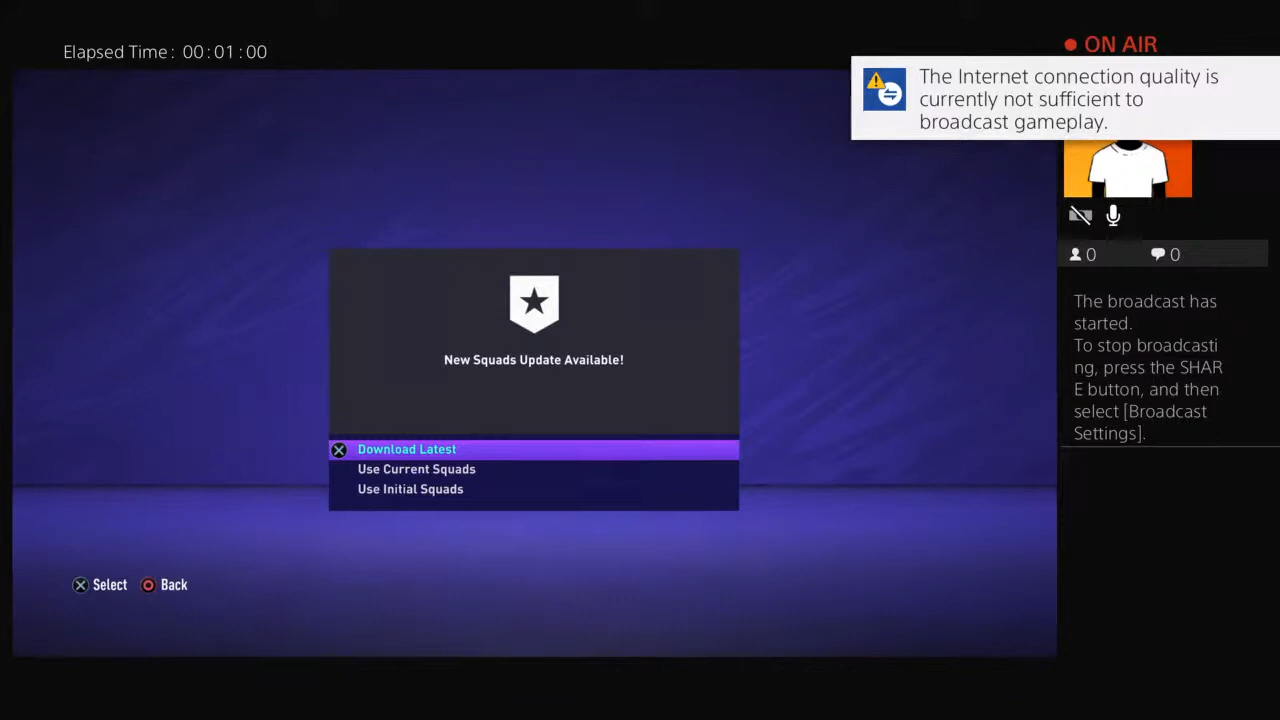 Elapsed Time: 00:01:00
ON AIR
The Internet connection quality is
currently not sufficient to
broadcast gameplay.
0 0
The broadcast has
started.
To stop broadcasti
ng, press the SHAR
E button, and then
select [Broadcast
Settings].
New Squads Update Available!
Download Latest
Use Current Squads
Use Initial Squads
Select Back